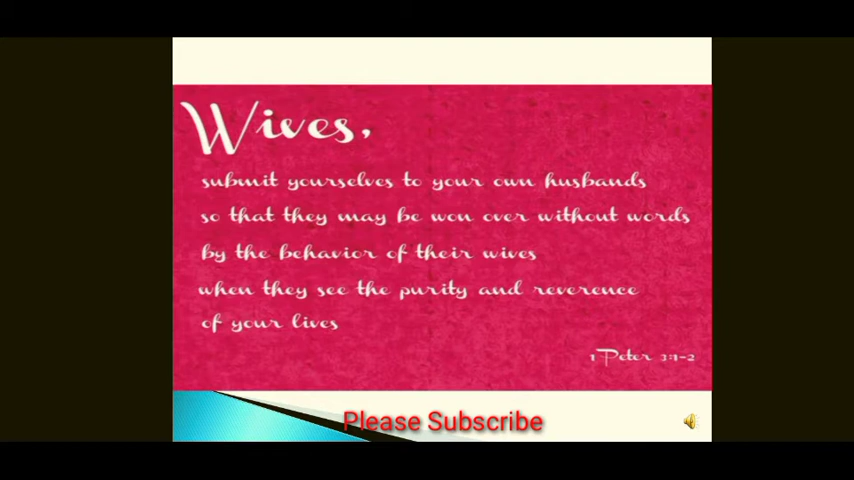 Wives,
submit yourselves to your own husbands
so that they may be won over without words
by the behavior of their wives
when they see the purity and reverence
of your lives
1 Peter 3:1-2
Please Subscribe